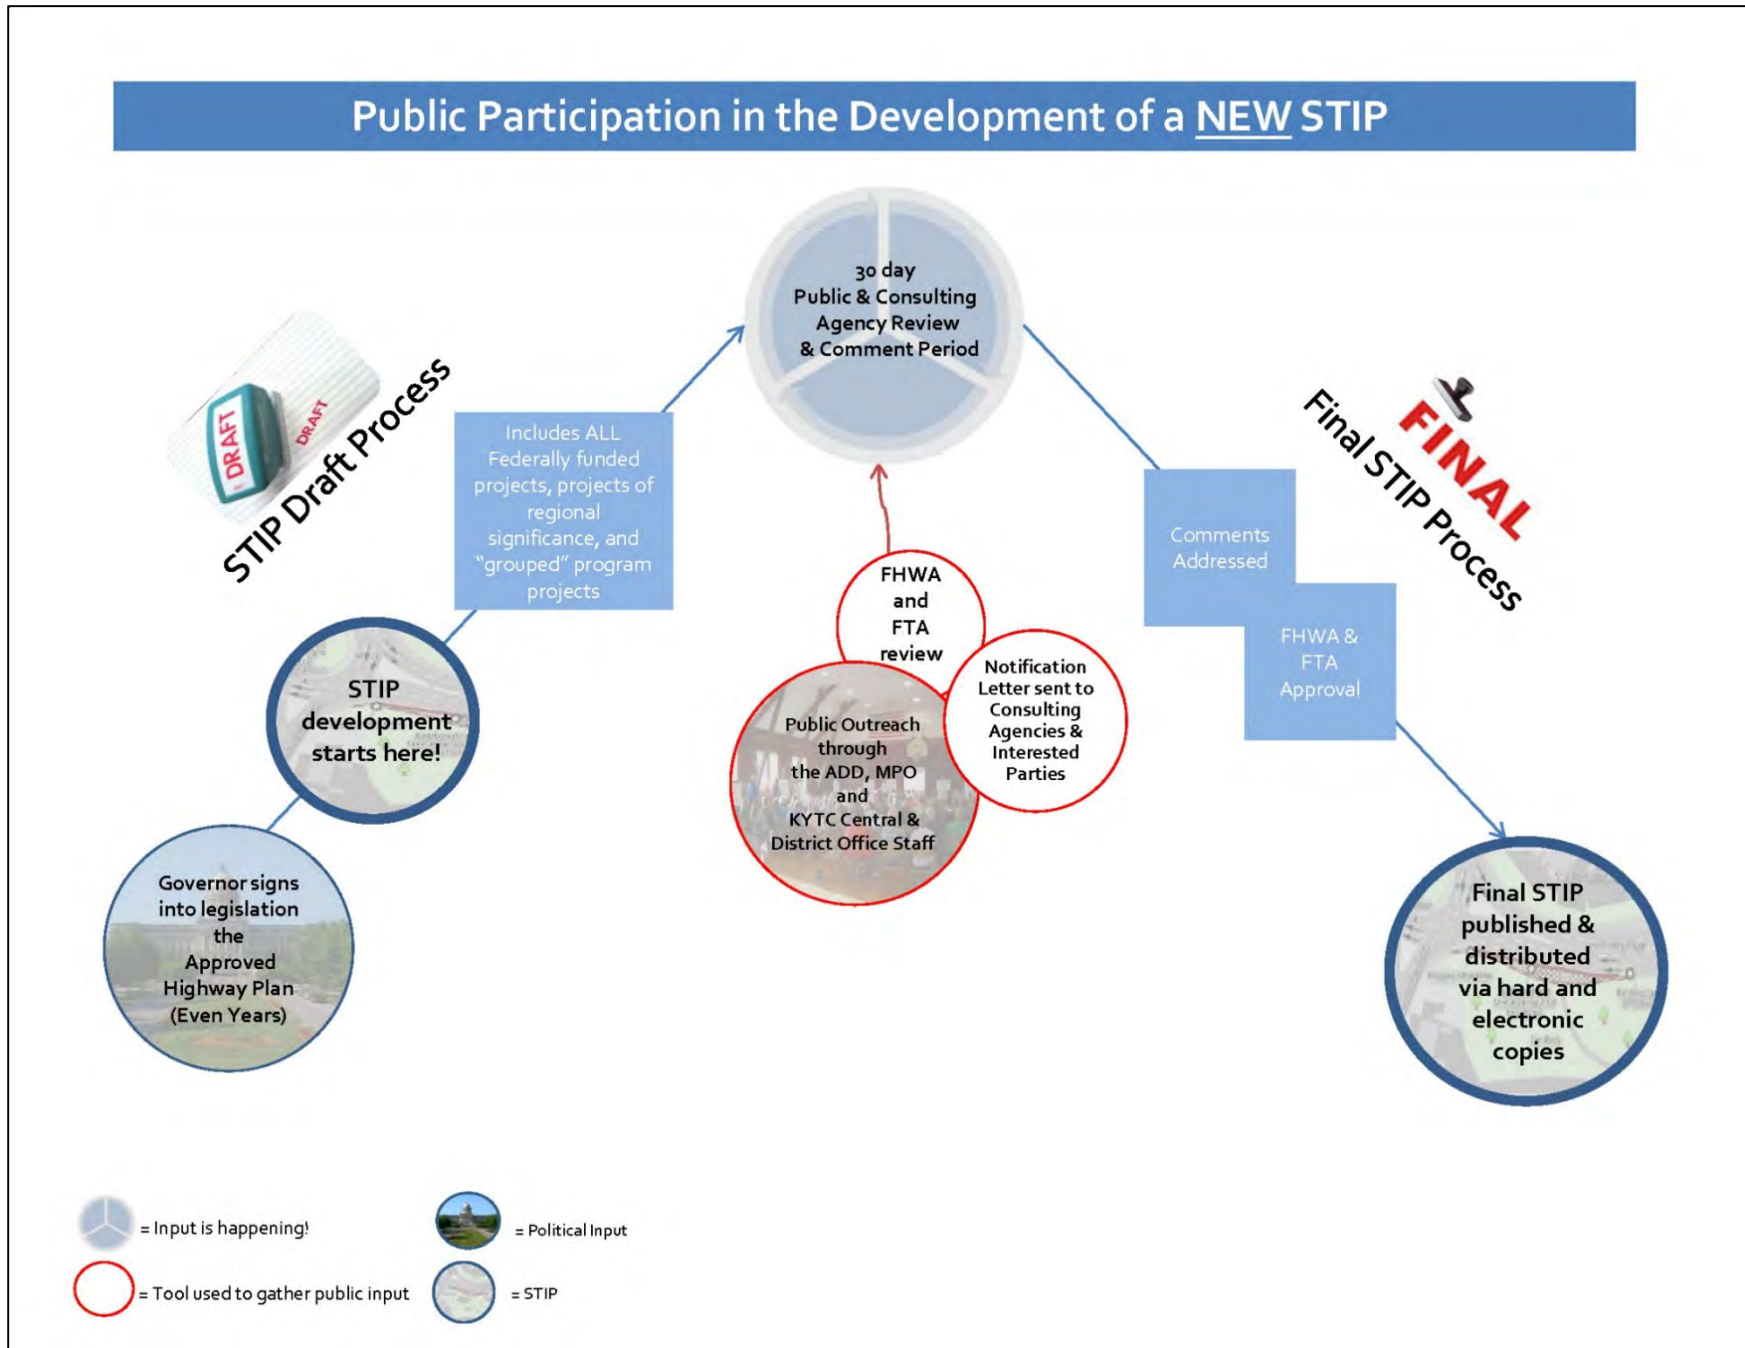 Public Participation in the Development of a NEW STIP
30 day
Public & Consulting
Agency Review
& Comment Period
DRAFT
DRAFT
STIP Draft Process
Includes ALL
Federally funded
projects, projects of
regional
significance, and
"grouped" program
projects
STIP
development
starts here!
Governor signs
into legislation
the
Approved
Highway Plan
(Even Years)
FHWA
and
FTA
review
Notification
Letter sent to
Consulting
Agencies &
Interested
Parties
Public Outreach
through
the ADD, MPO
and
KYTC Central &
District Office Staff
FINAL
Final STIP Process
Comments
Addressed
FHWA &
FTA
Approval
Final STIP
published &
distributed
via hard and
electronic
copies
= Input is happening!
= Political Input
= Tool used to gather public input
= STIP